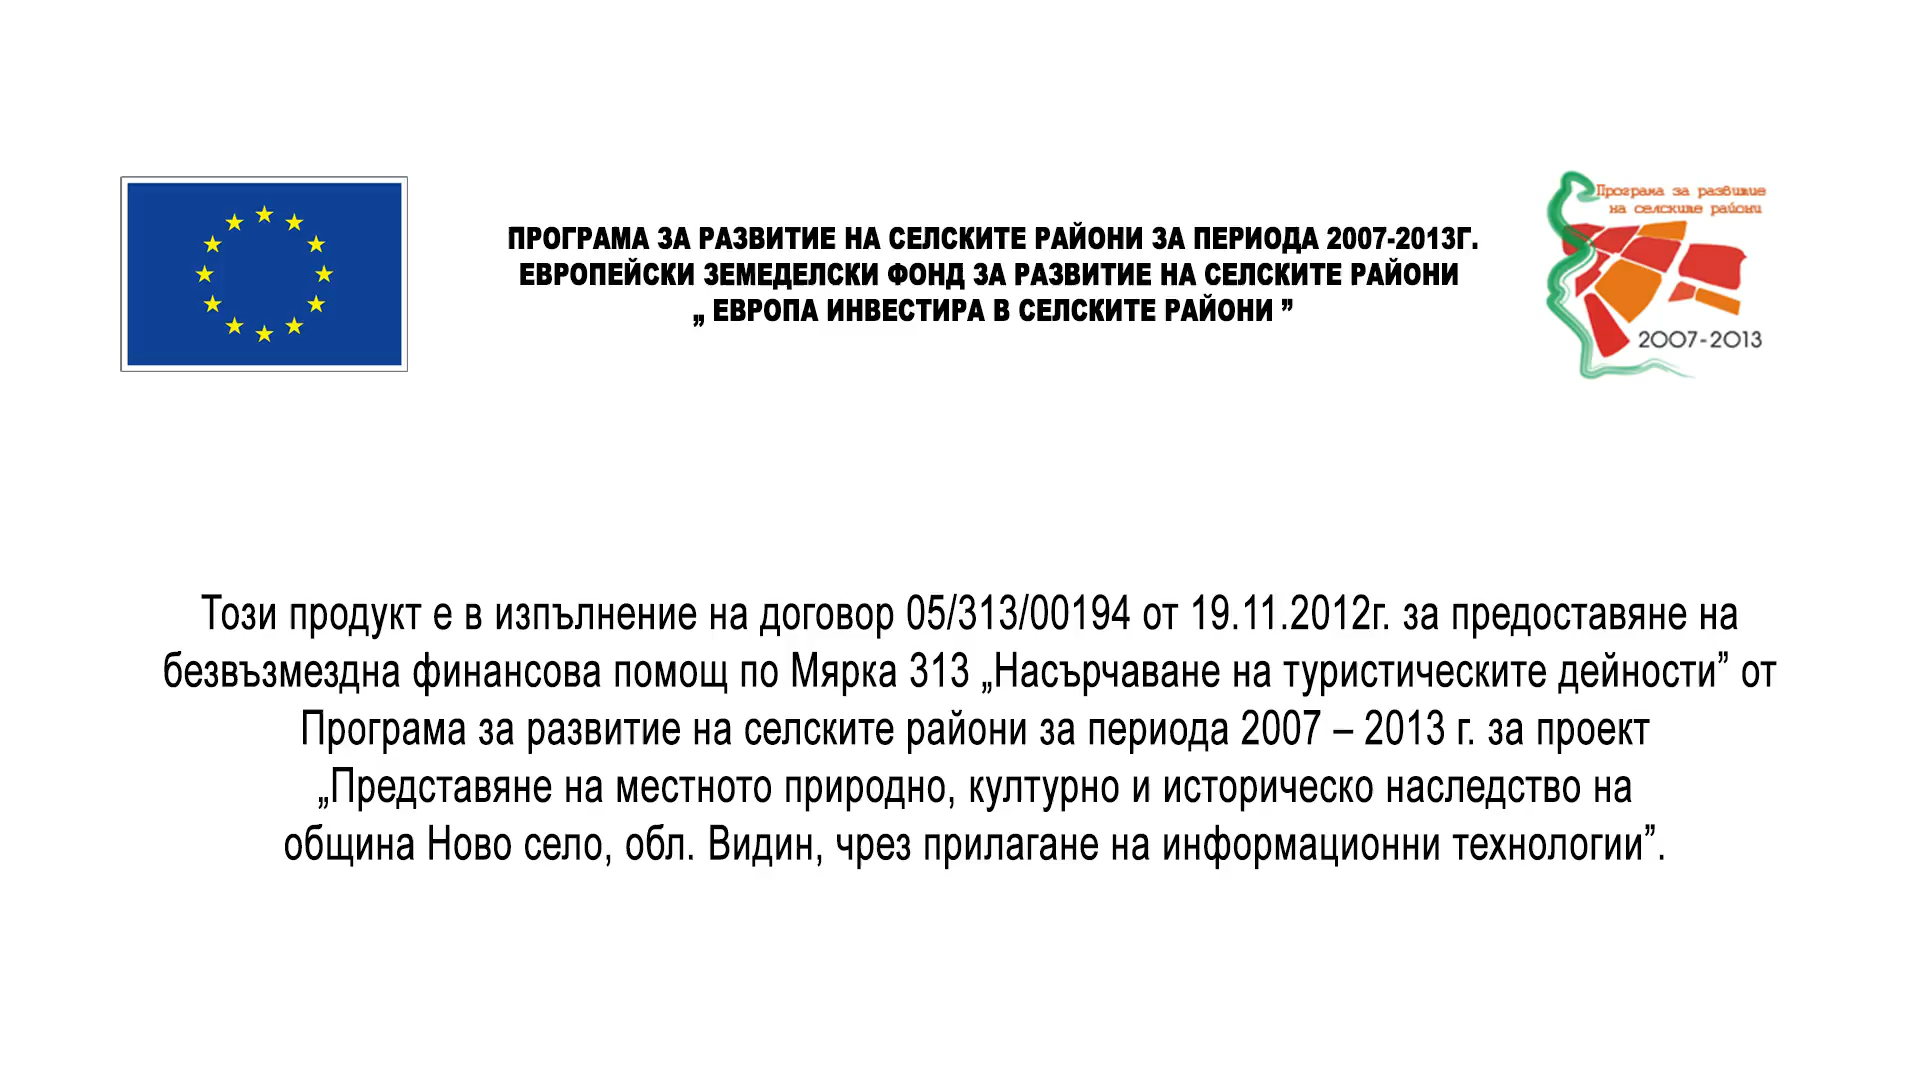 ПРОГРАМА ЗА РАЗВИТИЕ НА СЕЛСКИТЕ РАЙОНИ ЗА ПЕРИОДА 2007-2013Г.
ЕВРОПЕЙСКИ ЗЕМЕДЕЛСКИ ФОНД ЗА РАЗВИТИЕ НА СЕЛСКИТЕ РАЙОНИ
„ ЕВРОПА ИНВЕСТИРА В СЕЛСКИТЕ РАЙОНИ ”
Програма за развитие
на селските райони
2007-2013
Този продукт е в изпълнение на договор 05/313/00194 от 19.11.2012г. за предоставяне на
безвъзмездна финансова помощ по Мярка 313 „Насърчаване на туристическите дейности” от
Програма за развитие на селските райони за периода 2007 – 2013 г. за проект
„Представяне на местното природно, културно и историческо наследство на
община Ново село, обл. Видин, чрез прилагане на информационни технологии”.